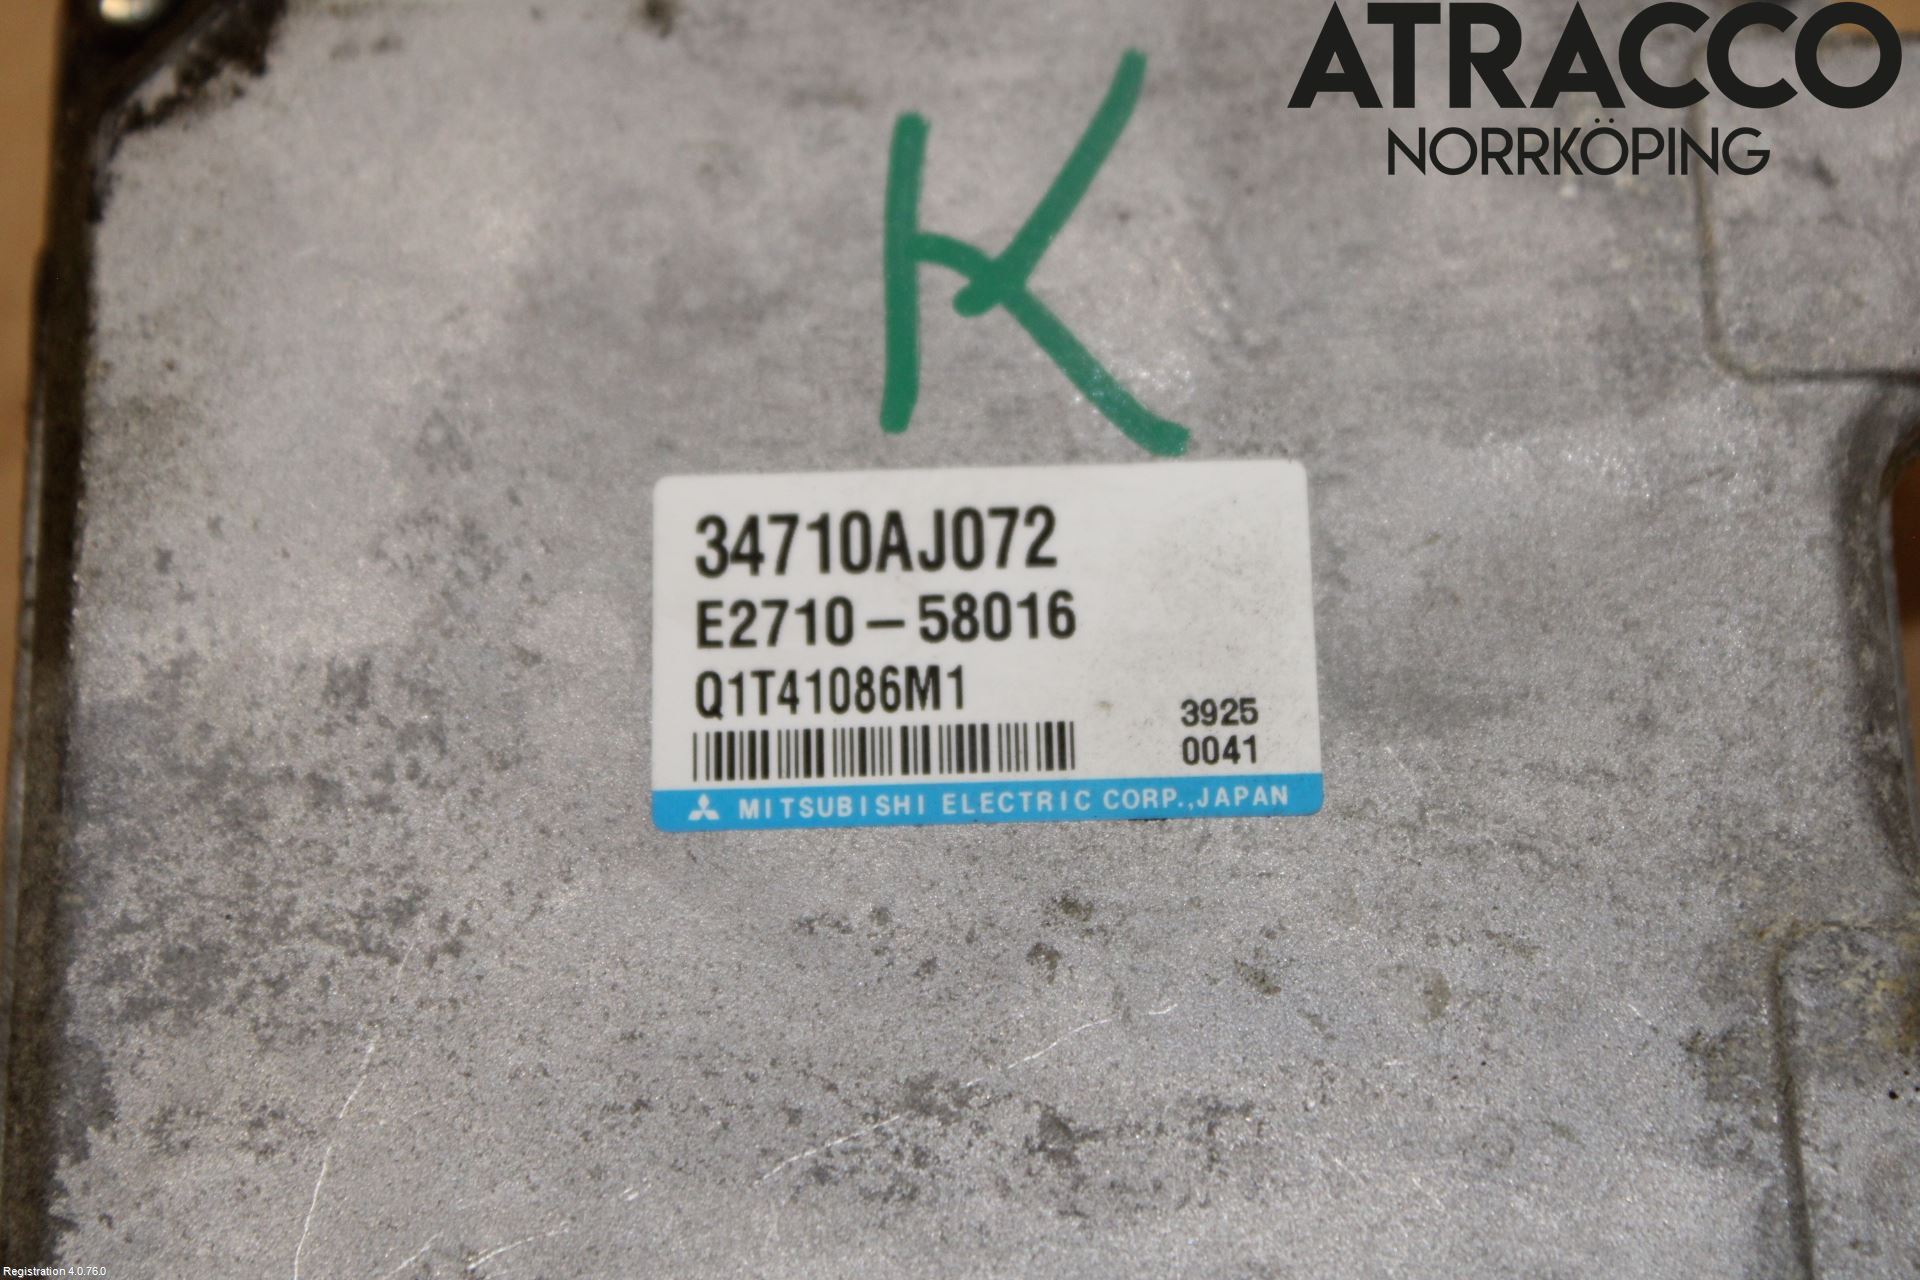 ATRACCO
NORRKÖPING
K
34710AJ072
E2710-58016
Q1T41086M1
3925
0041
MITSUBISHI ELECTRIC CORP.,JAPAN
Registration 4.0.76.0